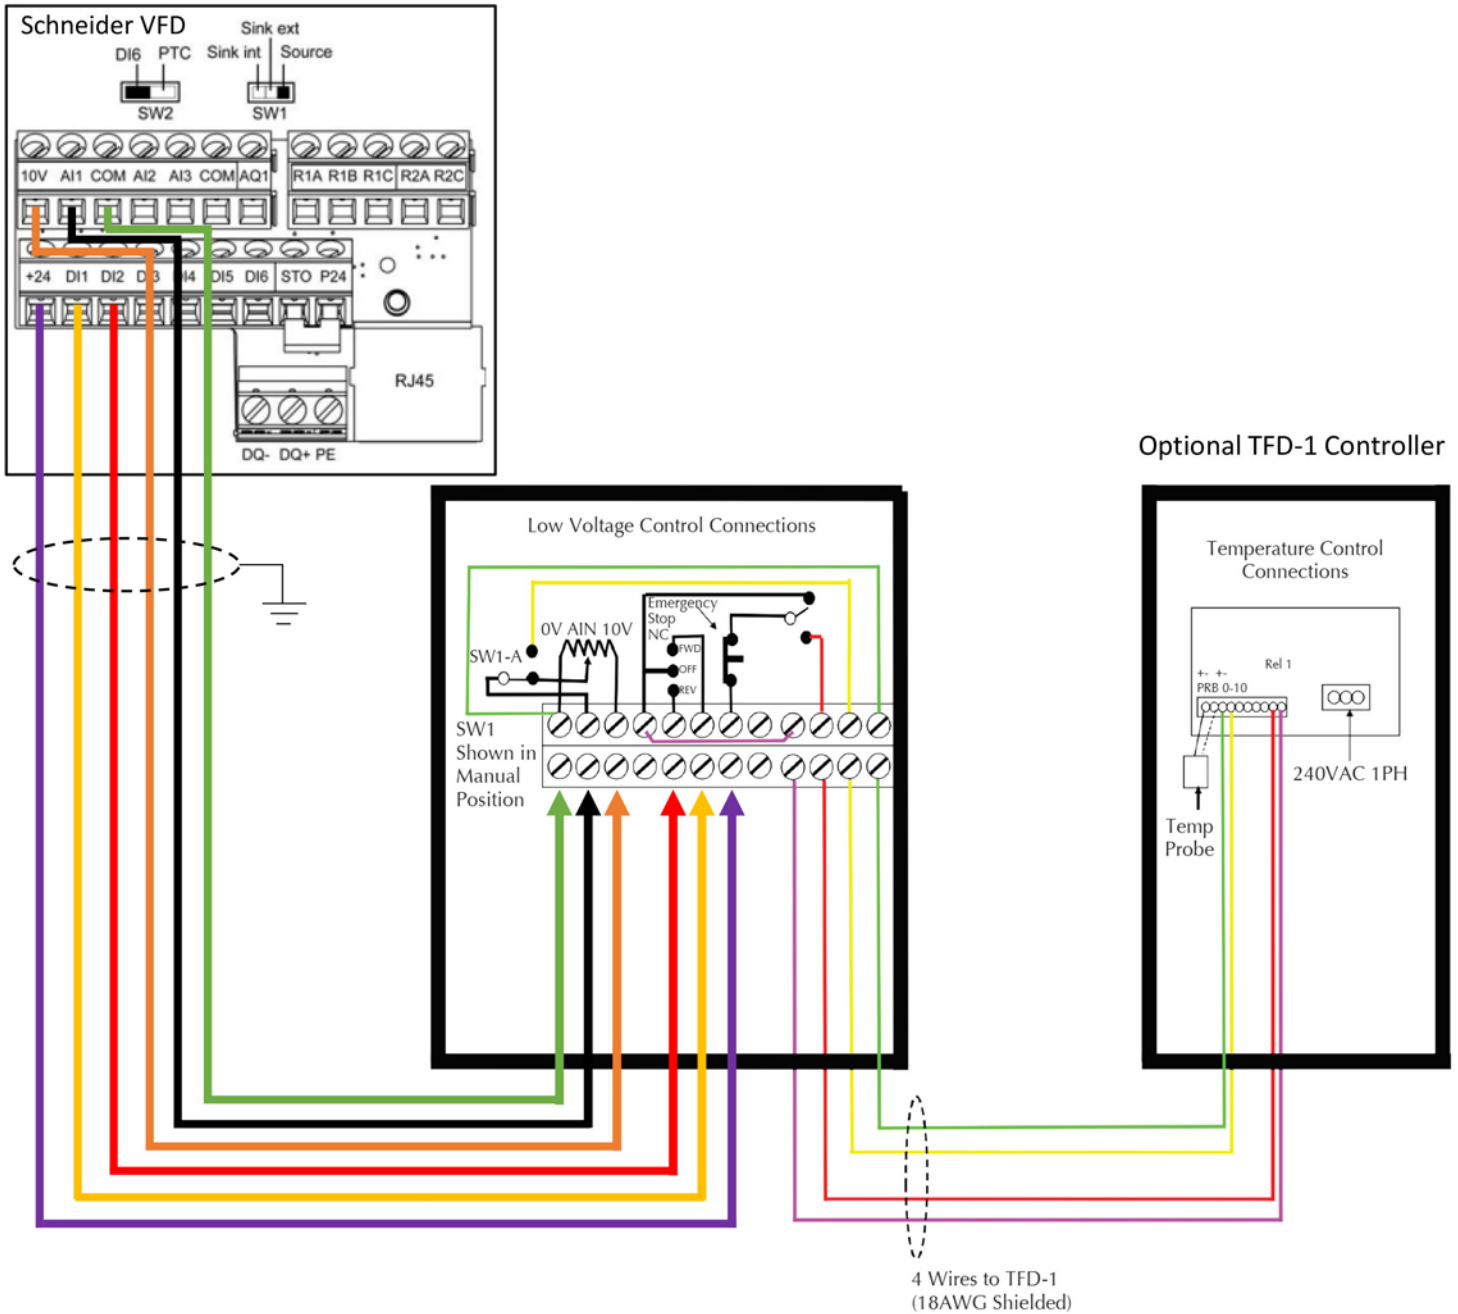 Schneider VFD
Sink ext
DI6 PTC Sink int Source
SW2 SW1
10V AI1 COM AI2 AI3 COM AQ1 R1A R1B R1C R2A R2C
+24 DI1 DI2 DI3 DI4 DI5 DI6 STO P24
RJ45
DQ- DQ+ PE
Optional TFD-1 Controller
Low Voltage Control Connections
Emergency
Stop
NC
0V AIN 10V
SW1-A
FWD
OFF
REV
SW1
Shown in
Manual
Position
Temperature Control
Connections
Rel 1
+- +-
PRB 0-10
240VAC 1PH
Temp
Probe
4 Wires to TFD-1
(18AWG Shielded)